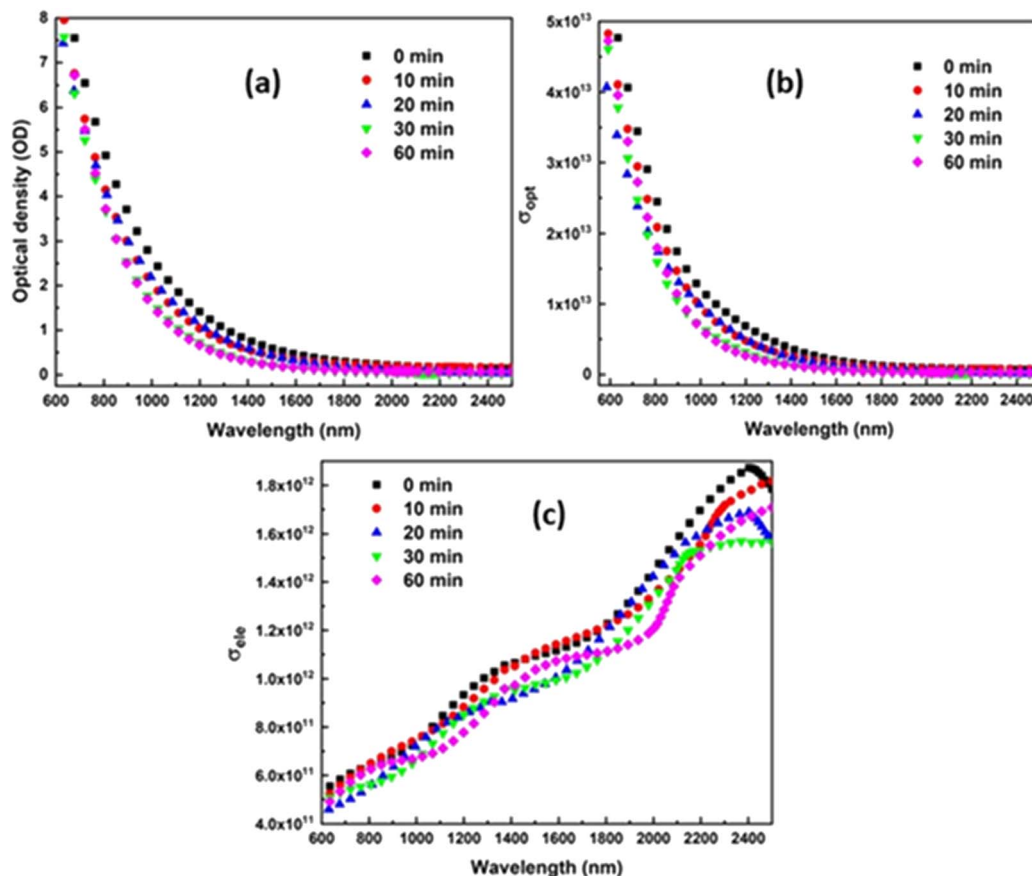 8
7
6
5
4
3
2
1
0
Optical density (OD)
(a)
0 min
10 min
20 min
30 min
60 min
600 800 1000 1200 1400 1600 1800 2000 2200 2400
Wavelength (nm)
5x10¹³
4x10¹³
3x10¹³
2x10¹³
1x10¹³
0
σopt
(b)
0 min
10 min
20 min
30 min
60 min
600 800 1000 1200 1400 1600 1800 2000 2200 2400
Wavelength (nm)
1.8x10¹²
1.6x10¹²
1.4x10¹²
1.2x10¹²
1.0x10¹²
8.0x10¹¹
6.0x10¹¹
4.0x10¹¹
σele
(c)
0 min
10 min
20 min
30 min
60 min
600 800 1000 1200 1400 1600 1800 2000 2200 2400
Wavelength (nm)